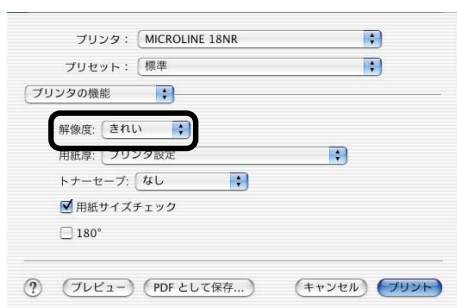 プリンタ： MICROLINE 18NR
プリセット： 標準
プリンタの機能
解像度: きれい
用紙厚: プリンタ設定
トナーセーブ: なし
用紙サイズチェック
180°
? プレビュー PDF として保存... キャンセル プリント